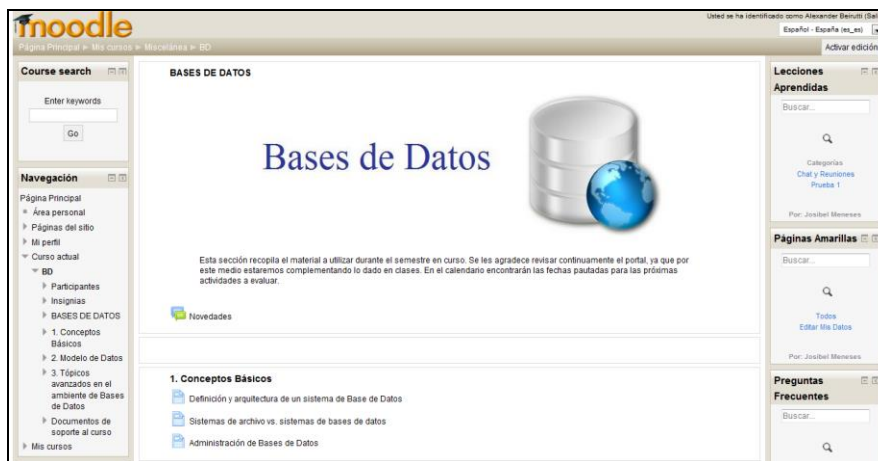 moodle
Usted se ha identificado como Alexander Beirutti (Sali
Español - España (es_es)
Página Principal ► Mis cursos ► Miscelánea ► BD
Activar edición
Course search
Enter keywords
Go
Navegación
Página Principal
Área personal
Páginas del sitio
Mi perfil
Curso actual
BD
Participantes
Insignias
BASES DE DATOS
1. Conceptos
Básicos
2. Modelo de Datos
3. Tópicos
avanzados en el
ambiente de Bases
de Datos
Documentos de
soporte al curso
Mis cursos
BASES DE DATOS
Bases de Datos
Esta sección recopila el material a utilizar durante el semestre en curso. Se les agradece revisar continuamente el portal, ya que por
este medio estaremos complementando lo dado en clases. En el calendario encontrarán las fechas pautadas para las próximas
actividades a evaluar.
Novedades
1. Conceptos Básicos
Definición y arquitectura de un sistema de Base de Datos
Sistemas de archivo vs. sistemas de bases de datos
Administración de Bases de Datos
Lecciones
Aprendidas
Buscar...
Categorías
Chat y Reuniones
Prueba 1
Por: Josibel Meneses
Páginas Amarillas
Buscar...
Todos
Editar Mis Datos
Por: Josibel Meneses
Preguntas
Frecuentes
Buscar...